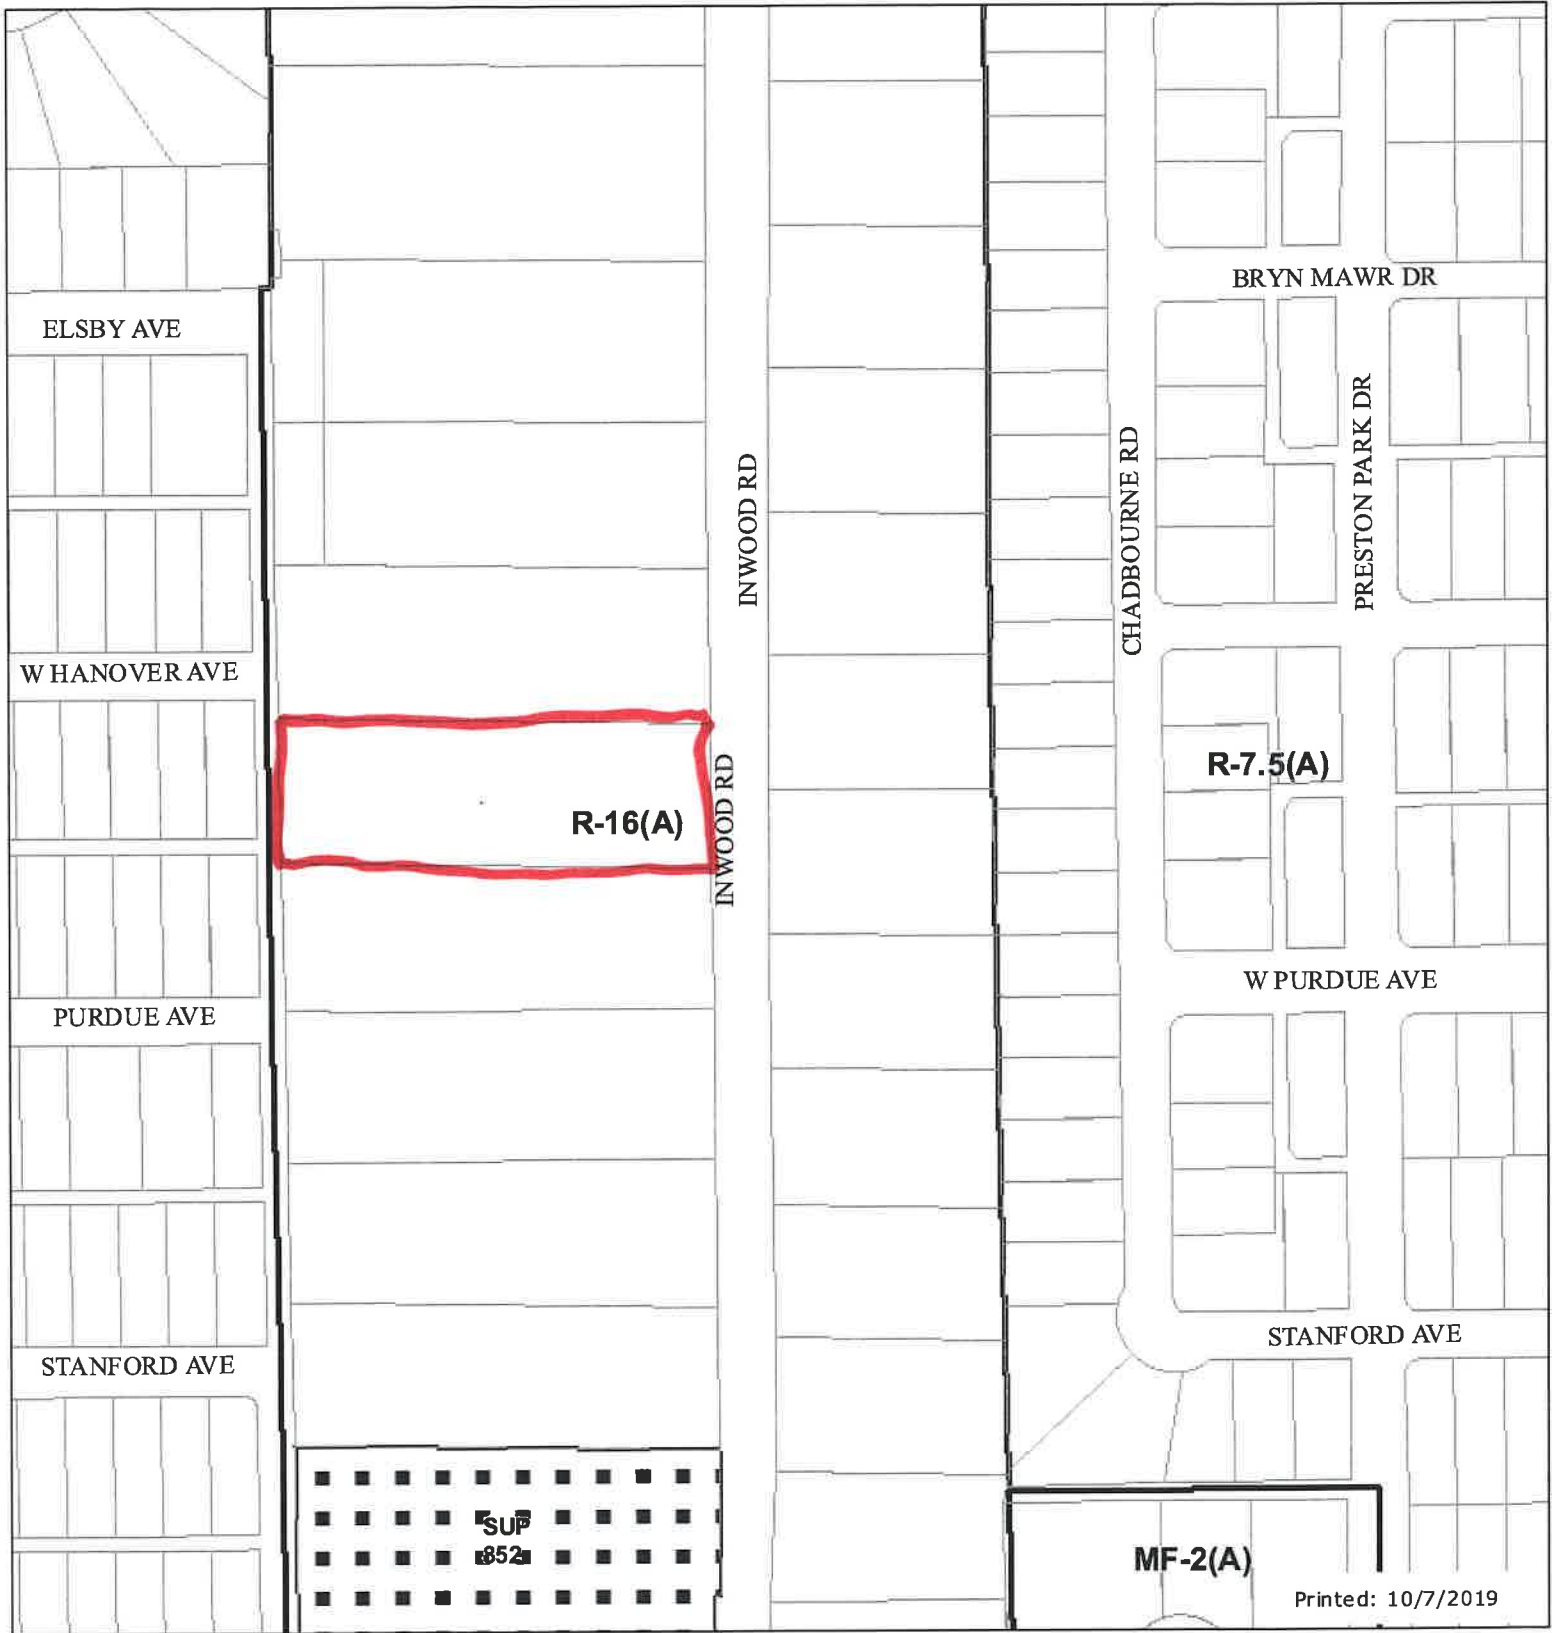 BRYN MAWR DR
ELSBY AVE
PRESTON PARK DR
CHADBOURNE RD
INWOOD RD
W HANOVER AVE
R-7.5(A)
R-16(A)
INWOOD RD
W PURDUE AVE
PURDUE AVE
STANFORD AVE
STANFORD AVE
SUP
852
MF-2(A)
Printed: 10/7/2019